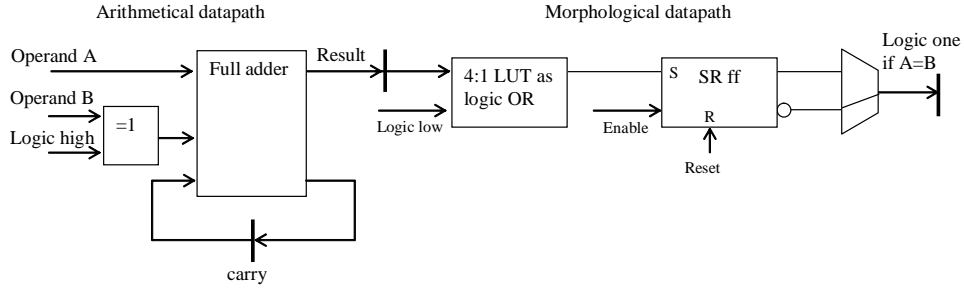 Arithmetical datapath
Morphological datapath
Operand A
Operand B
Logic high
=1
Full adder
Result
carry
4:1 LUT as
logic OR
Logic low
Enable
S
SR ff
R
Reset
Logic one
if A=B